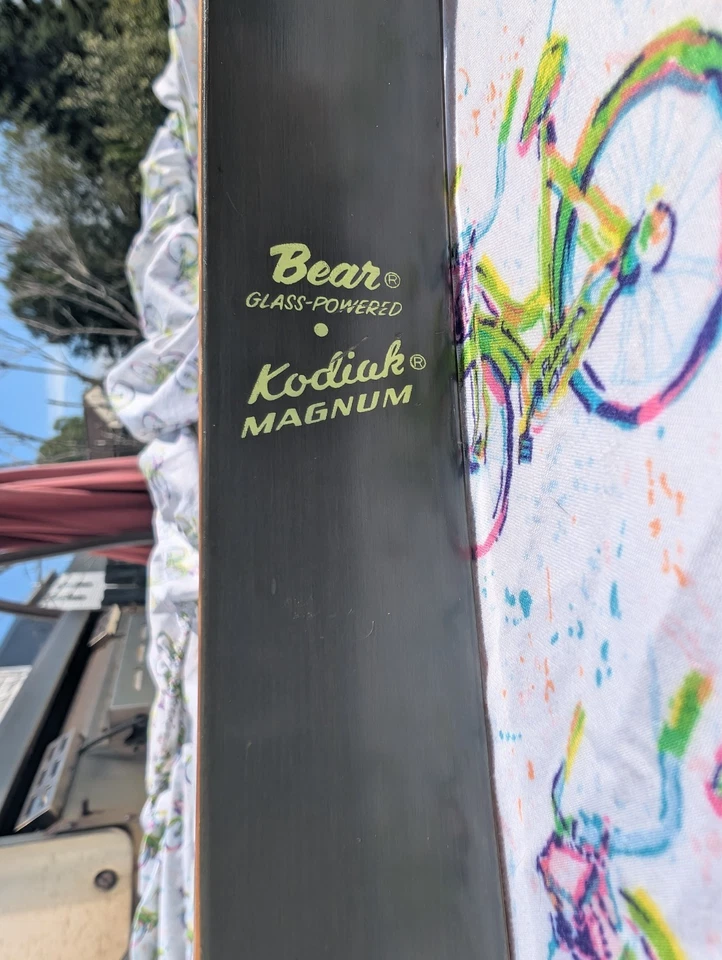 Bear®
GLASS-POWERED
•
Kodiak®
MAGNUM